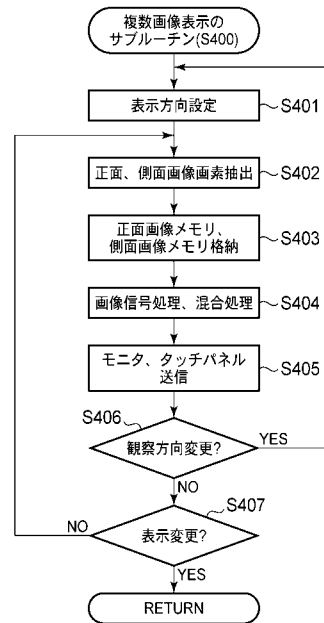 複数画像表示の
サブルーチン(S400)
表示方向設定
S401
正面、側面画像画素抽出
S402
正面画像メモリ、
側面画像メモリ格納
S403
画像信号処理、混合処理
S404
モニタ、タッチパネル
送信
S405
S406
観察方向変更?
YES
NO
S407
NO
表示変更?
YES
RETURN